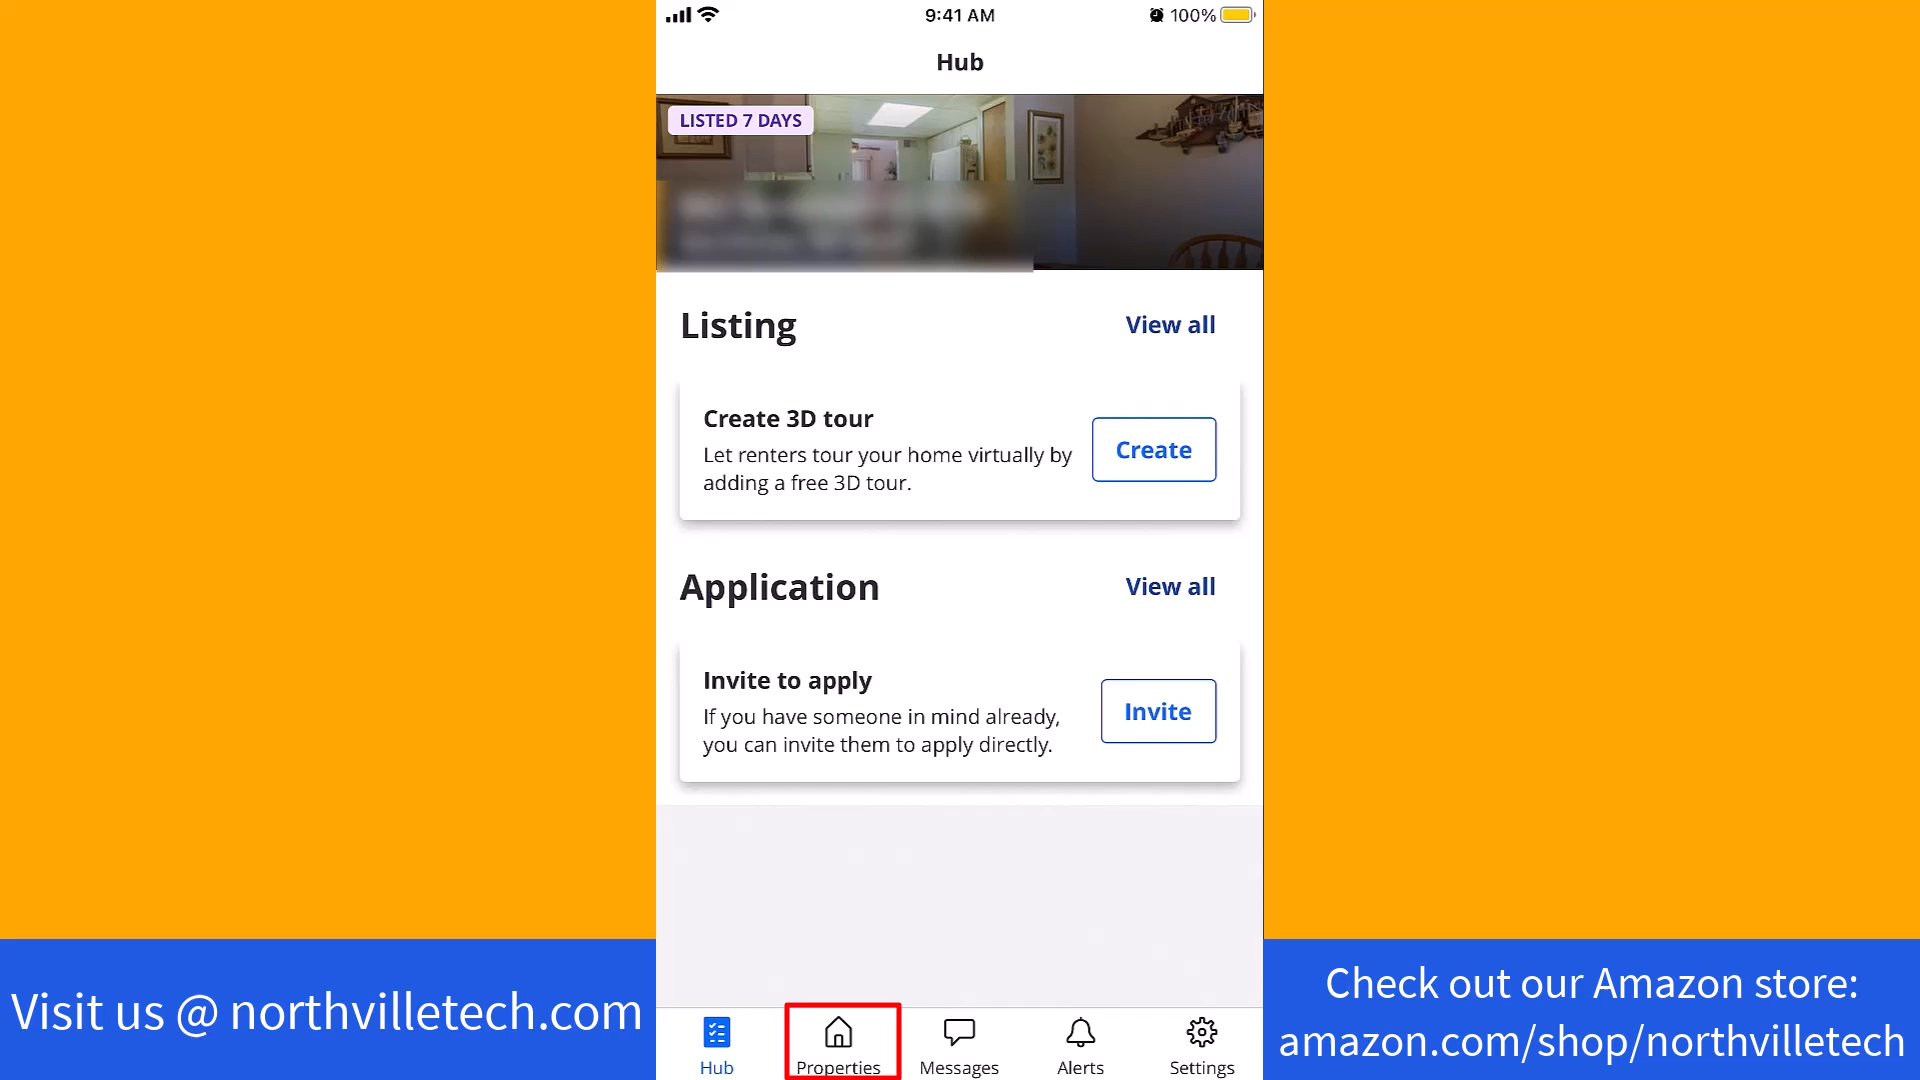 9:41 AM
100%
Hub
LISTED 7 DAYS
Listing
View all
Create 3D tour
Let renters tour your home virtually by
adding a free 3D tour.
Create
Application
View all
Invite to apply
If you have someone in mind already,
you can invite them to apply directly.
Invite
Visit us @ northvilletech.com
Hub
Properties
Messages
Alerts
Settings
Check out our Amazon store:
amazon.com/shop/northvilletech